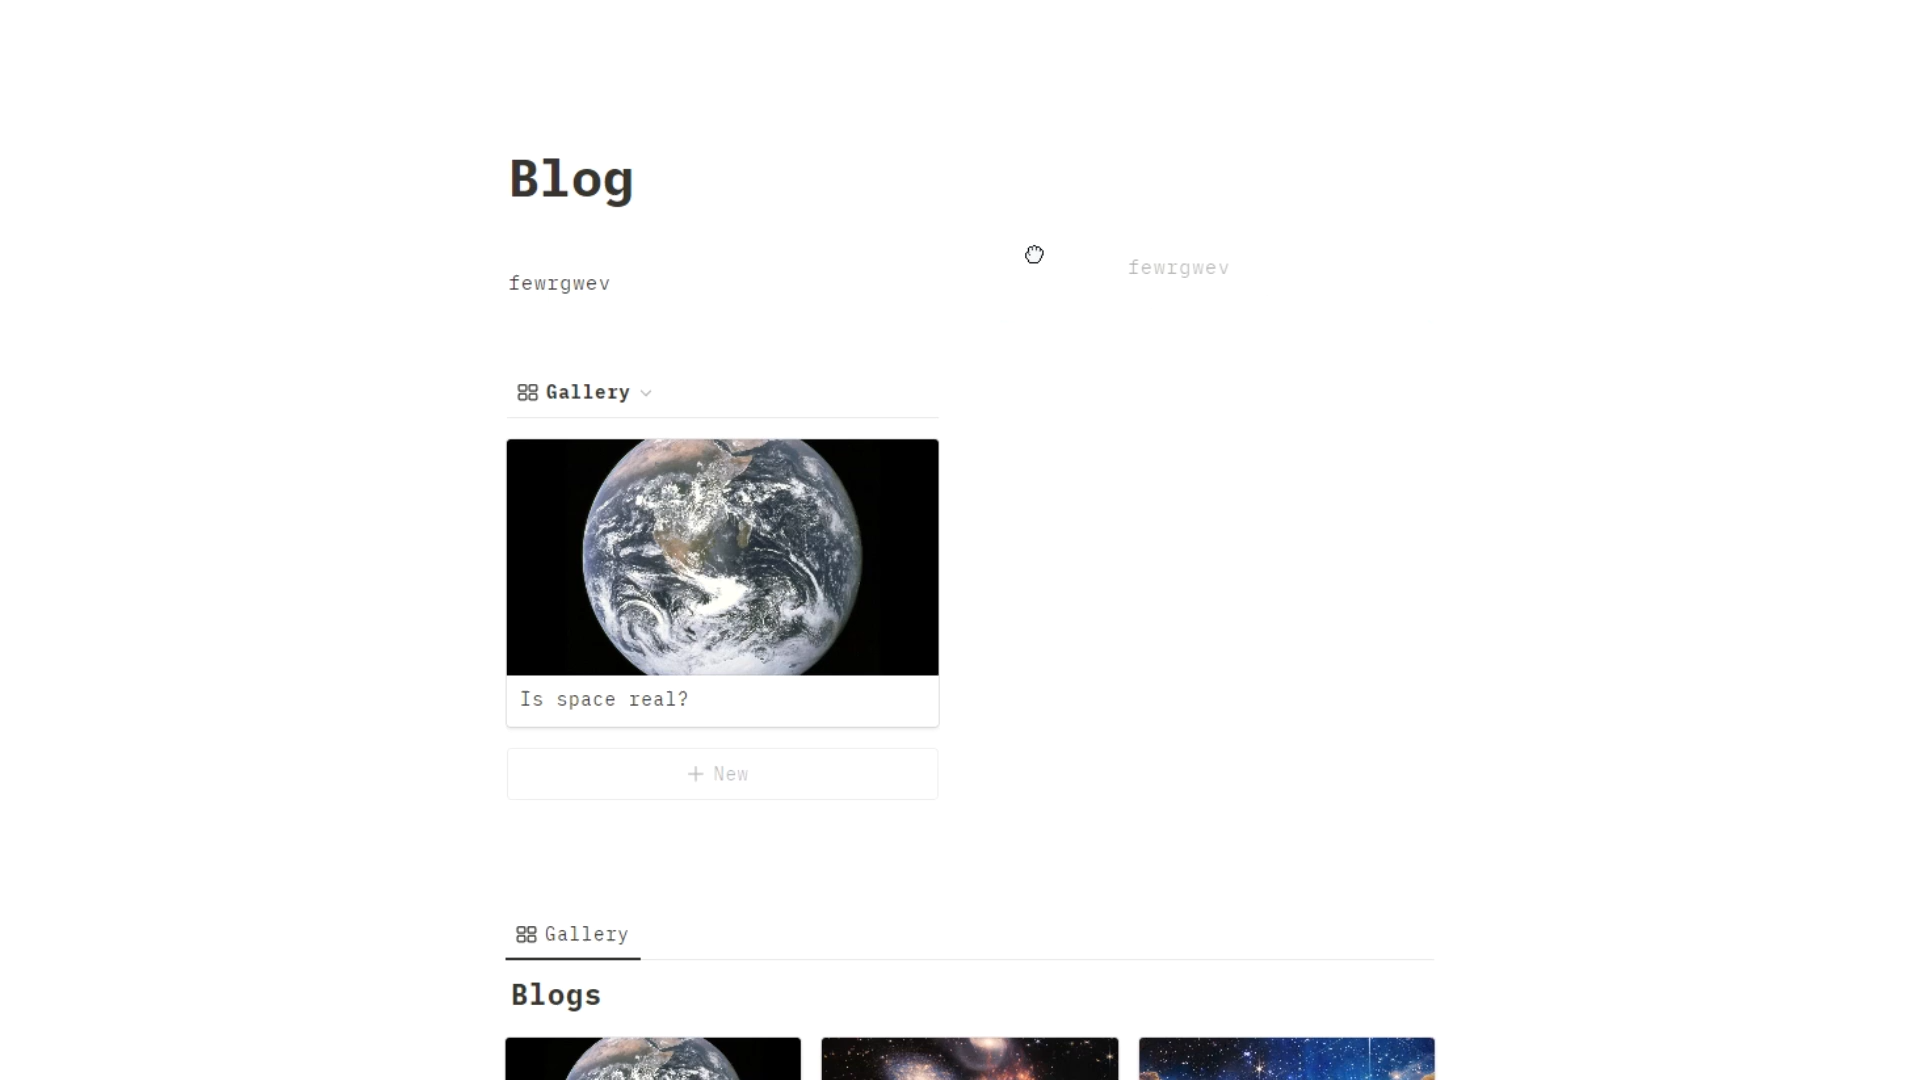 Blog
fewrgwev
fewrgwev
Gallery
Is space real?
+ New
Gallery
Blogs